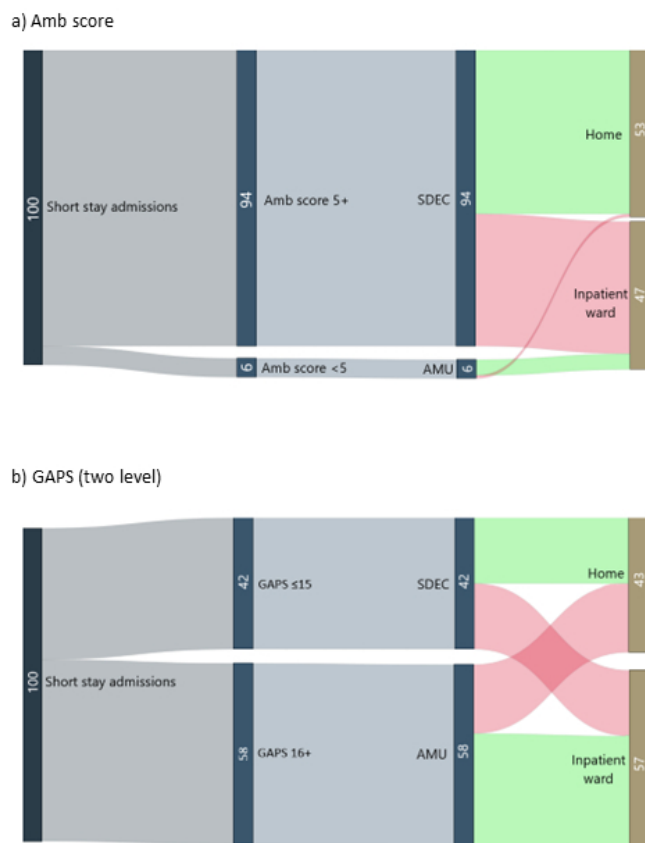 a) Amb score
100
Short stay admissions
94
Amb score 5+
SDEC
94
Home
53
Inpatient
ward
47
6
Amb score <5
AMU
6
b) GAPS (two level)
100
Short stay admissions
42
GAPS ≤15
SDEC
42
Home
43
58
GAPS 16+
AMU
58
Inpatient
ward
57